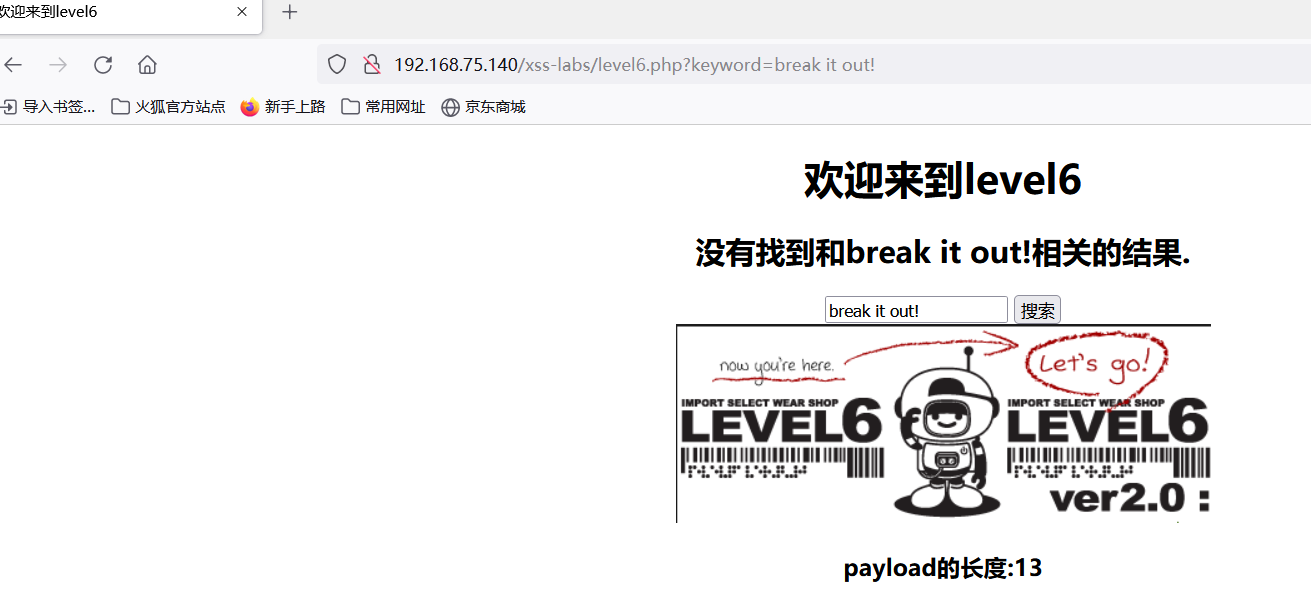 欢迎来到level6
192.168.75.140/xss-labs/level6.php?keyword=break it out!
导入书签... 火狐官方站点 新手上路 常用网址 京东商城
欢迎来到level6
没有找到和break it out!相关的结果.
break it out! 搜索
now you're here. Let's go!
IMPORT SELECT WEAR SHOP IMPORT SELECT WEAR SHOP
LEVEL6 LEVEL6
ver2.0 :
payload的长度:13